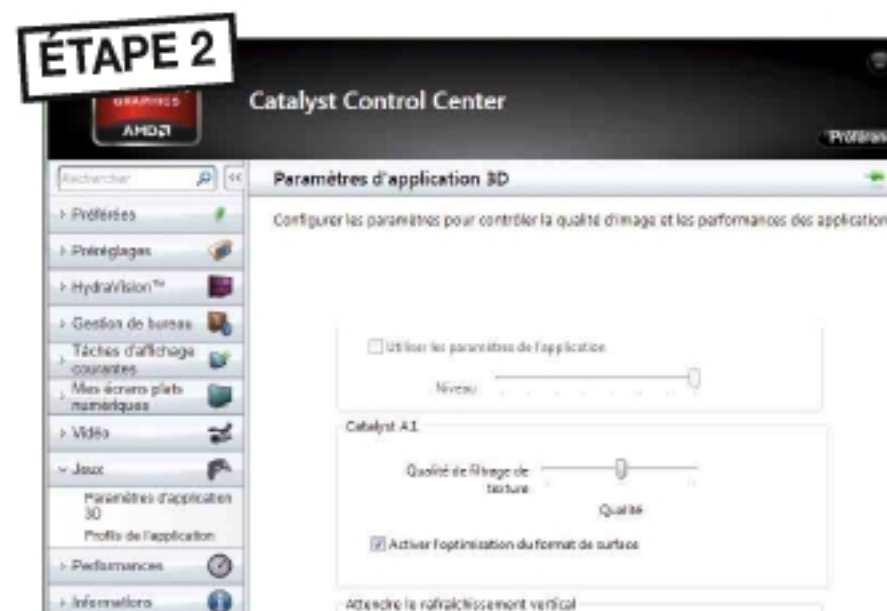 ÉTAPE 2
GRAPHICS
AMD
Catalyst Control Center
Rechercher
<<
Paramètres d'application 3D
Configurer les paramètres pour contrôler la qualité d'image et les performances des application
Préférées
Préréglages
HydraVision™
Gestion de bureau
Tâches d'affichage
courantes
Mes écrans plats
numériques
Vidéo
Jeux
Paramètres d'application
3D
Profils de l'application
Performances
Informations
Utiliser les paramètres de l'application
Niveau
Catalyst A.I.
Qualité de filtrage de
texture
Qualité
Activer l'optimisation du format de surface
Attendre le rafraîchissement vertical